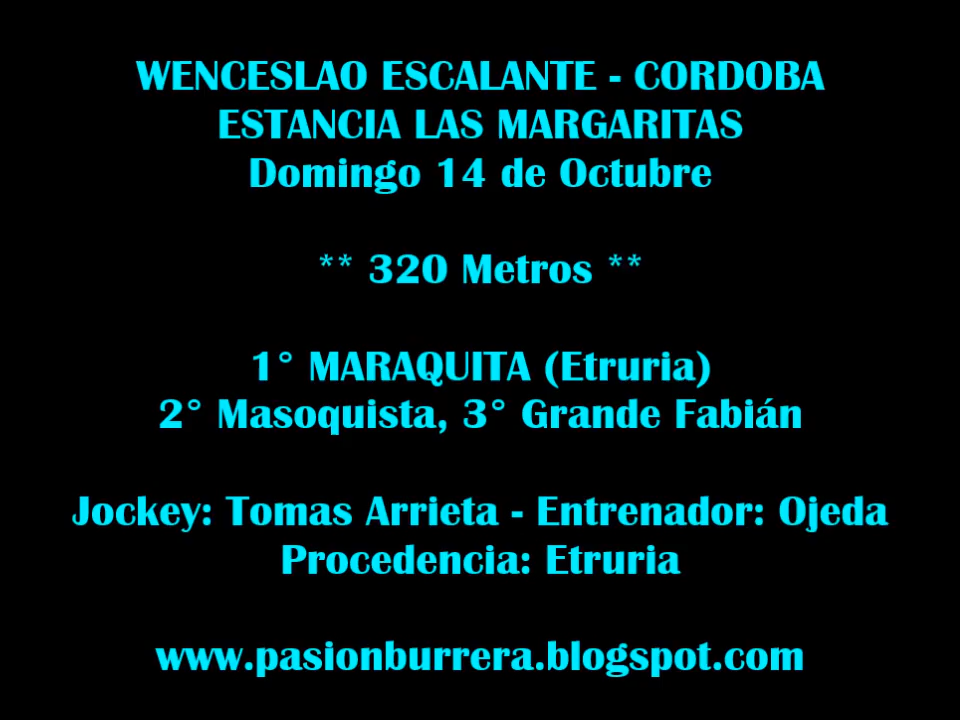 WENCESLAO ESCALANTE - CORDOBA
ESTANCIA LAS MARGARITAS
Domingo 14 de Octubre
** 320 Metros **
1° MARAQUITA (Etruria)
2° Masoquista, 3° Grande Fabián
Jockey: Tomas Arrieta - Entrenador: Ojeda
Procedencia: Etruria
www.pasionburrera.blogspot.com